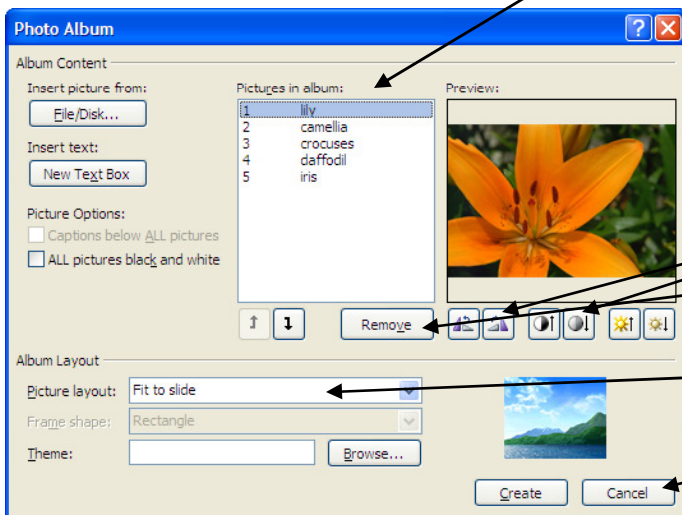 Photo Album
Album Content
Insert picture from:
File/Disk...
Insert text:
New Text Box
Picture Options:
Captions below ALL pictures
ALL pictures black and white
Pictures in album:
1 lily
2 camellia
3 crocuses
4 daffodil
5 iris
Remove
Preview:
Album Layout
Picture layout: Fit to slide
Frame shape: Rectangle
Theme:
Browse...
Create
Cancel